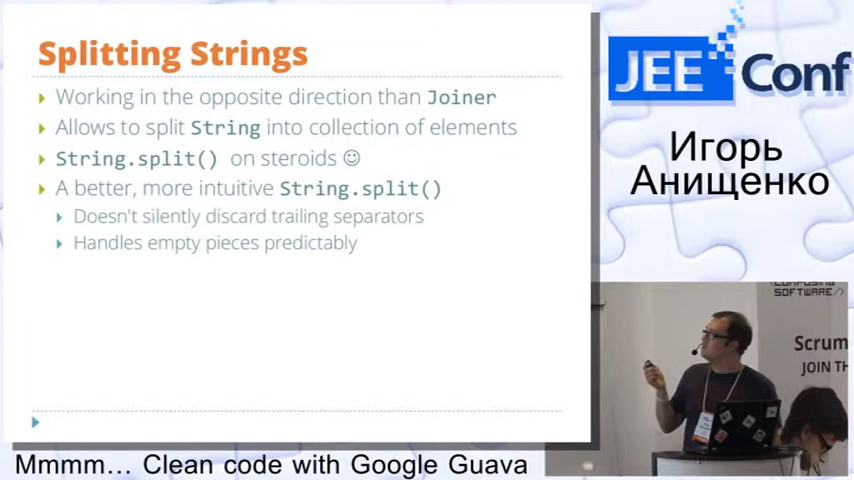 Splitting Strings
Working in the opposite direction than Joiner
Allows to split String into collection of elements
String.split() on steroids ☺
A better, more intuitive String.split()
Doesn't silently discard trailing separators
Handles empty pieces predictably
JEE Conf
Игорь
Анищенко
SOFTWARE/>
Scrum
JOIN TH
Mmmm... Clean code with Google Guava